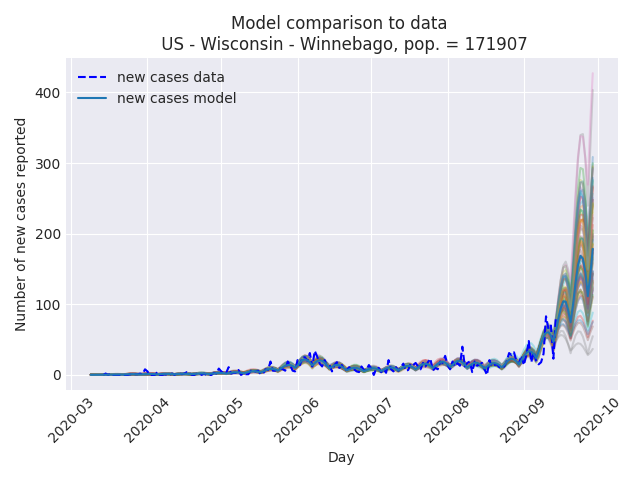 Model comparison to data
US - Wisconsin - Winnebago, pop. = 171907
new cases data
new cases model
Number of new cases reported
400
300
200
100
0
2020-03
2020-04
2020-05
2020-06
2020-07
2020-08
2020-09
2020-10
Day